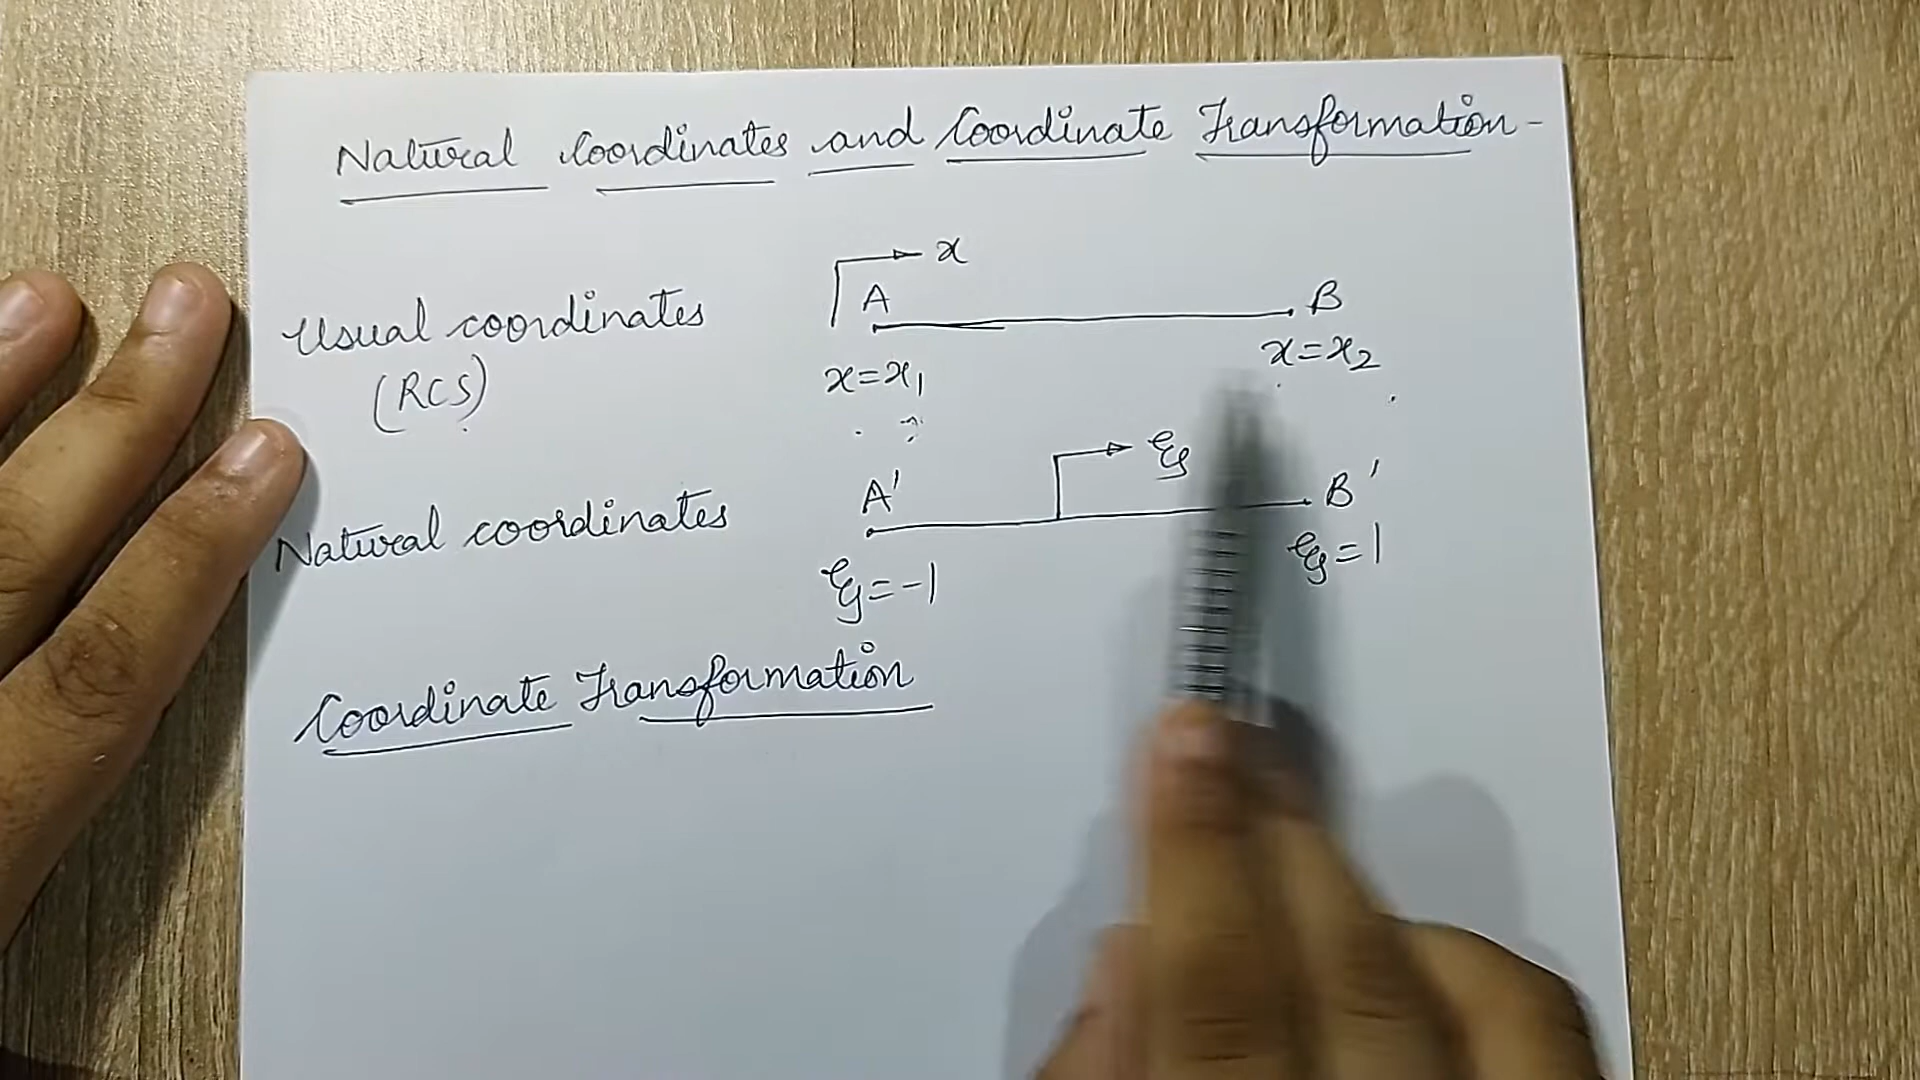 Natural Coordinates and Coordinate Transformation -
x
A B
Usual coordinates
(RCS)
x=x1 x=x2
ξ
A' B'
Natural coordinates
ξ=-1 ξ=1
Coordinate Transformation